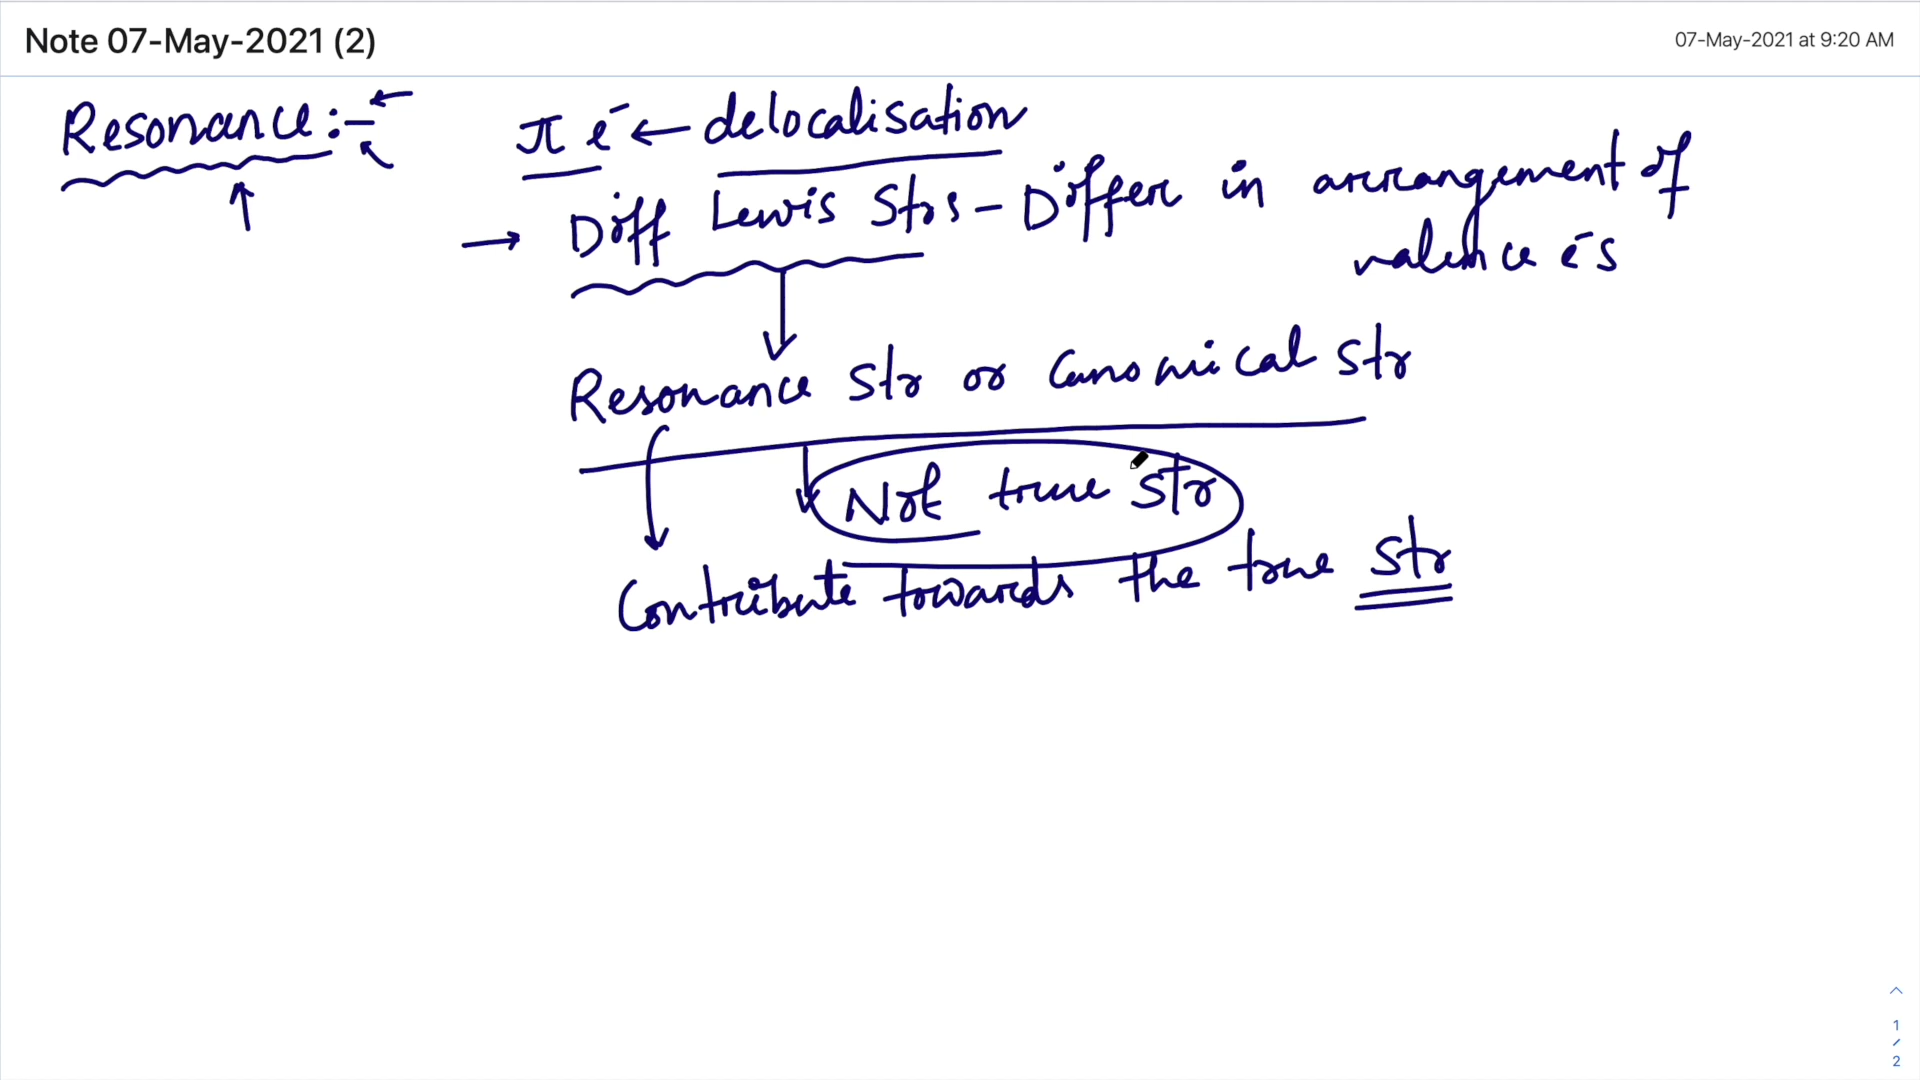 Note 07-May-2021 (2)
07-May-2021 at 9:20 AM
Resonance :- π e⁻ ← delocalisation
→ Diff Lewis Strs - Differ in arrangement of
valence e⁻s
Resonance Str or Canonical Str
Not true Str
Contribute towards the true Str
1
/
2